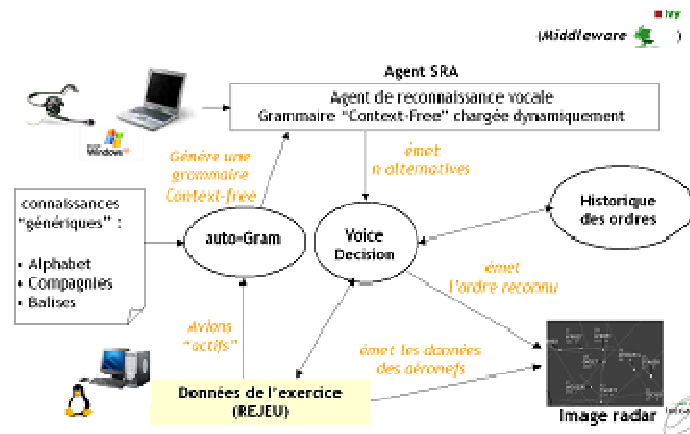 Ivy
(Middleware )
Agent SRA
Agent de reconnaissance vocale
Grammaire "Context-Free" chargée dynamiquement
Windows
Génère une
grammaire
Context-free
émet
n alternatives
connaissances
"génériques" :
• Alphabet
• Compagnies
• Balises
auto-Gram
Voice
Decision
Historique
des ordres
émet
l'ordre reconnu
Avions
"actifs"
émet les données
des aéronefs
Données de l'exercice
(REJEU)
Image radar